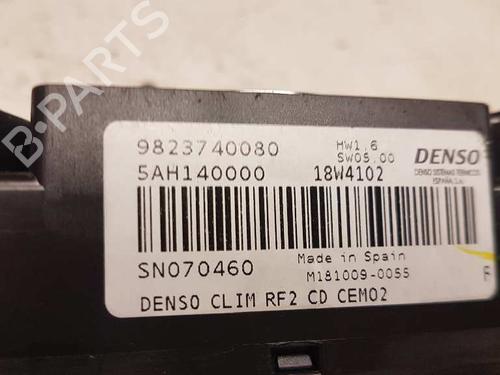 9823740080 HW1.6
SW05.00 DENSO
5AH140000 18W4102 DENSO SISTEMAS TERMICOS
ESPAÑA, S.A.
SN070460 Made in Spain
M181009-0055 F
DENSO CLIM RF2 CD CEM02
B-PARTS